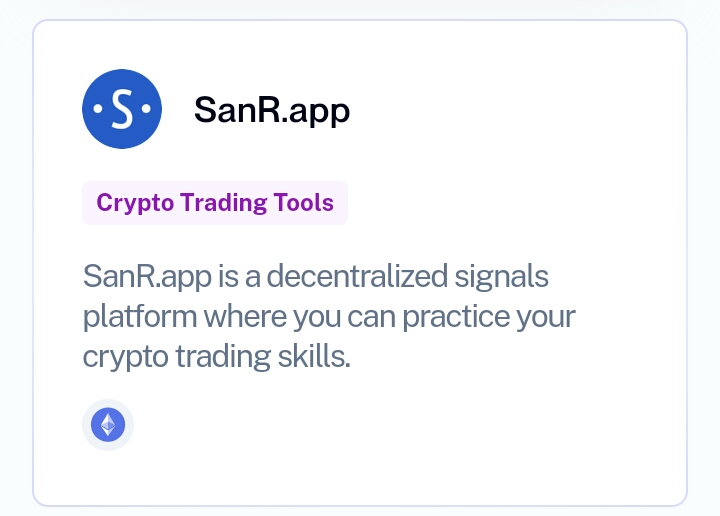 ·S·
SanR.app
Crypto Trading Tools
SanR.app is a decentralized signals
platform where you can practice your
crypto trading skills.